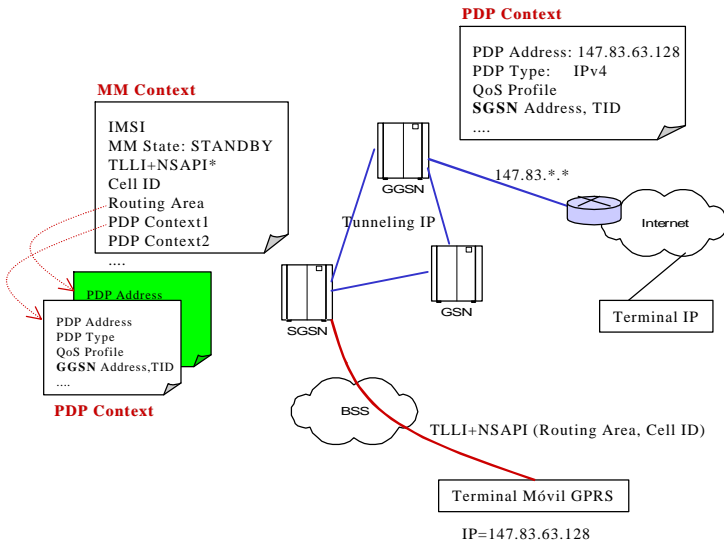 PDP Context
PDP Address: 147.83.63.128
PDP Type: IPv4
QoS Profile
SGSN Address, TID
....
MM Context
IMSI
MM State: STANDBY
TLLI+NSAPI*
Cell ID
Routing Area
PDP Context1
PDP Context2
....
GGSN
147.83.*.*
Internet
Tunneling IP
GSN
SGSN
Terminal IP
PDP Address
PDP Address
PDP Type
QoS Profile
GGSN Address,TID
....
PDP Context
BSS
TLLI+NSAPI (Routing Area, Cell ID)
Terminal Móvil GPRS
IP=147.83.63.128